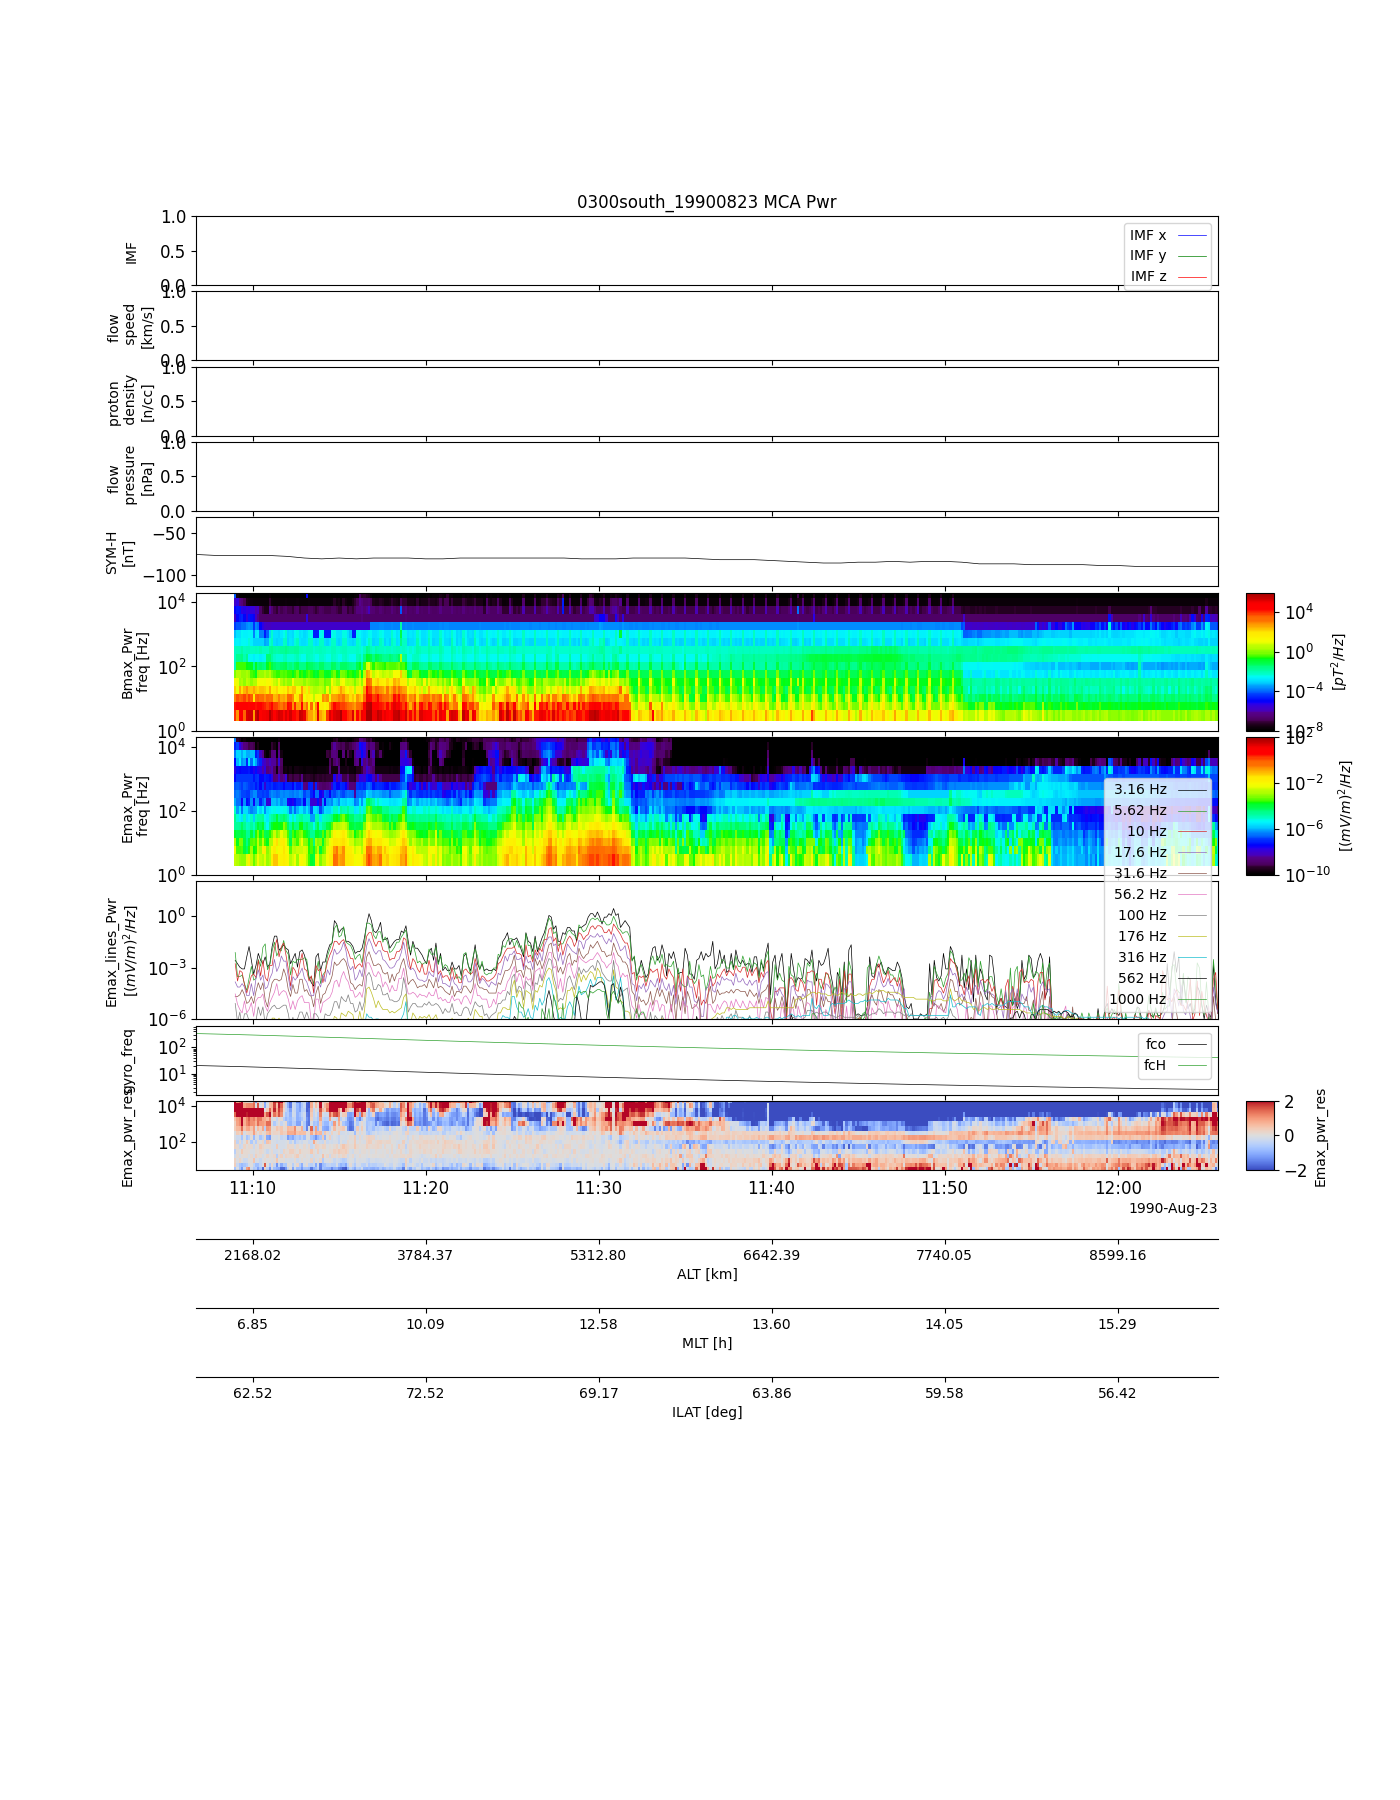 0300south_19900823 MCA Pwr
1.0
0.5
0.0
IMF
IMF x
IMF y
IMF z
1.0
0.5
0.0
flow
speed
[km/s]
1.0
0.5
0.0
proton
density
[n/cc]
1.0
0.5
0.0
flow
pressure
[nPa]
−50
−100
SYM-H
[nT]
10^4
10^2
10^0
Bmax_Pwr
freq [Hz]
10^4
10^0
10^−4
10^−8
[pT^2/Hz]
10^4
10^2
10^0
Emax_Pwr
freq [Hz]
10^2
10^−2
10^−6
10^−10
[(mV/m)^2/Hz]
3.16 Hz
5.62 Hz
10 Hz
17.6 Hz
31.6 Hz
56.2 Hz
100 Hz
176 Hz
316 Hz
562 Hz
1000 Hz
10^0
10^−3
10^−6
Emax_lines_Pwr
[(mV/m)^2/Hz]
10^2
10^1
gyro_freq
fco
fcH
10^4
10^2
Emax_pwr_res
2
0
−2
Emax_pwr_res
11:10 11:20 11:30 11:40 11:50 12:00
1990-Aug-23
2168.02 3784.37 5312.80 6642.39 7740.05 8599.16
ALT [km]
6.85 10.09 12.58 13.60 14.05 15.29
MLT [h]
62.52 72.52 69.17 63.86 59.58 56.42
ILAT [deg]